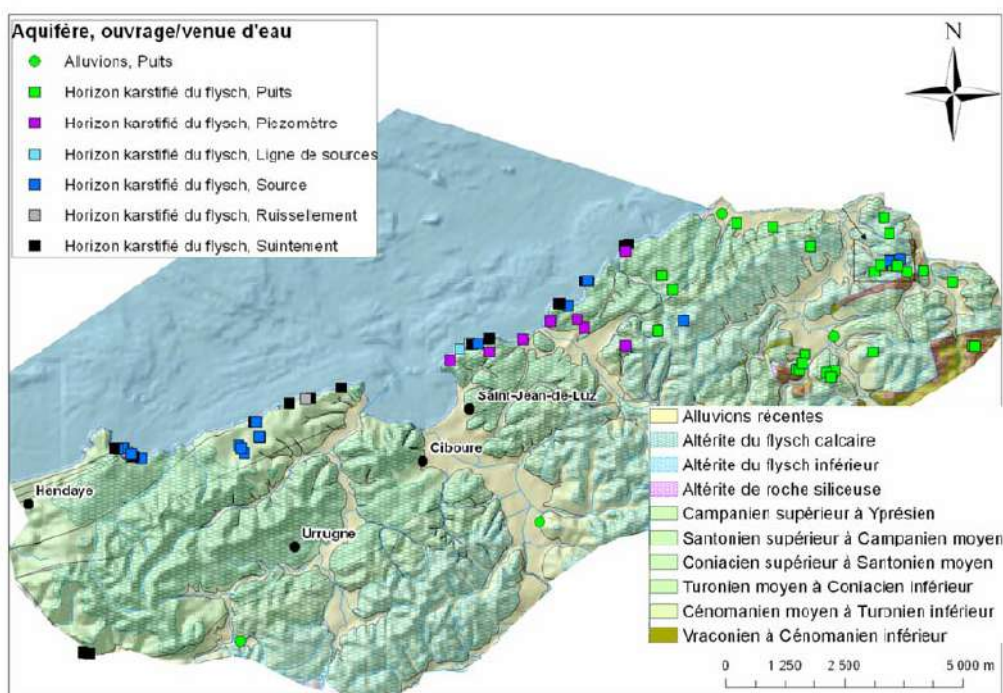 Aquifère, ouvrage/venue d'eau
Alluvions, Puits
Horizon karstifié du flysch, Puits
Horizon karstifié du flysch, Piezomètre
Horizon karstifié du flysch, Ligne de sources
Horizon karstifié du flysch, Source
Horizon karstifié du flysch, Ruissellement
Horizon karstifié du flysch, Suintement
N
Saint-Jean-de-Luz
Ciboure
Hendaye
Urrugne
Alluvions récentes
Altérite du flysch calcaire
Altérite du flysch inférieur
Altérite de roche siliceuse
Campanien supérieur à Yprésien
Santonien supérieur à Campanien moyen
Coniacien supérieur à Santonien moyen
Turonien moyen à Coniacien inférieur
Cénomanien moyen à Turonien inférieur
Vraconien à Cénomanien inférieur
0 1 250 2 500 5 000 m